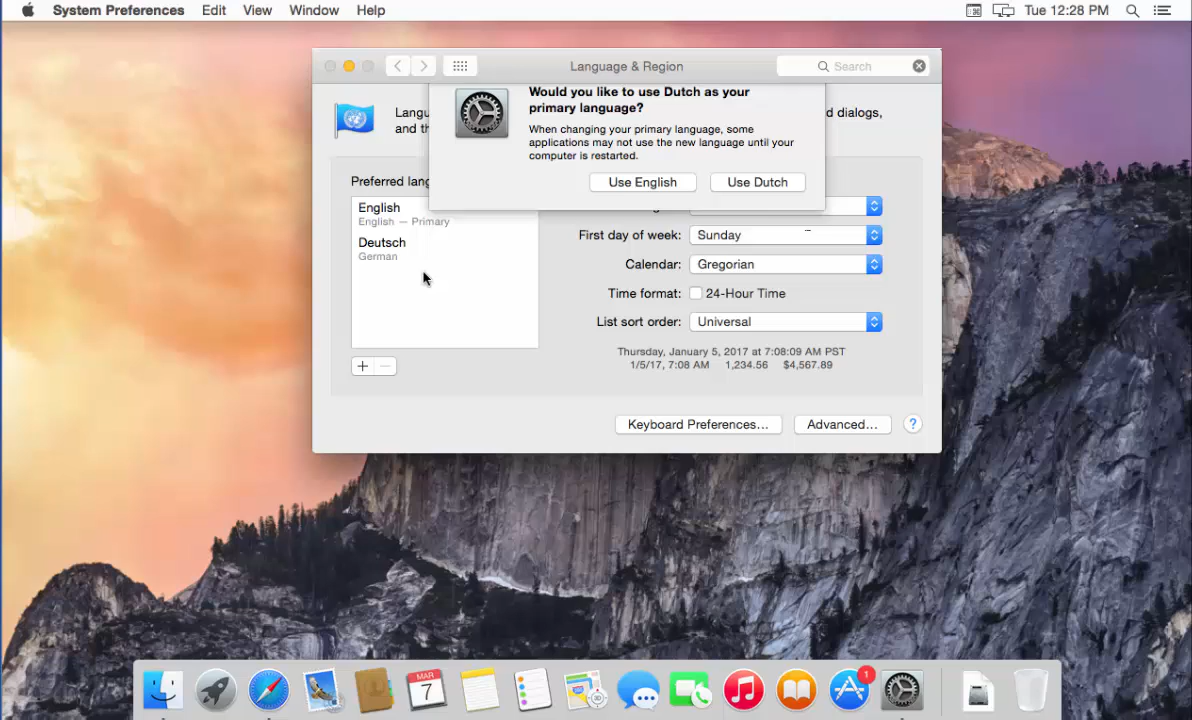 System Preferences Edit View Window Help Tue 12:28 PM
Language & Region
Search
Would you like to use Dutch as your
primary language?
When changing your primary language, some
applications may not use the new language until your
computer is restarted.
Use English Use Dutch
Langu
d dialogs,
and th
Preferred lang
English
English — Primary
Deutsch
German
+ −
First day of week: Sunday
Calendar: Gregorian
Time format: 24-Hour Time
List sort order: Universal
Thursday, January 5, 2017 at 7:08:09 AM PST
1/5/17, 7:08 AM 1,234.56 $4,567.89
Keyboard Preferences... Advanced... ?
MAR
7
1